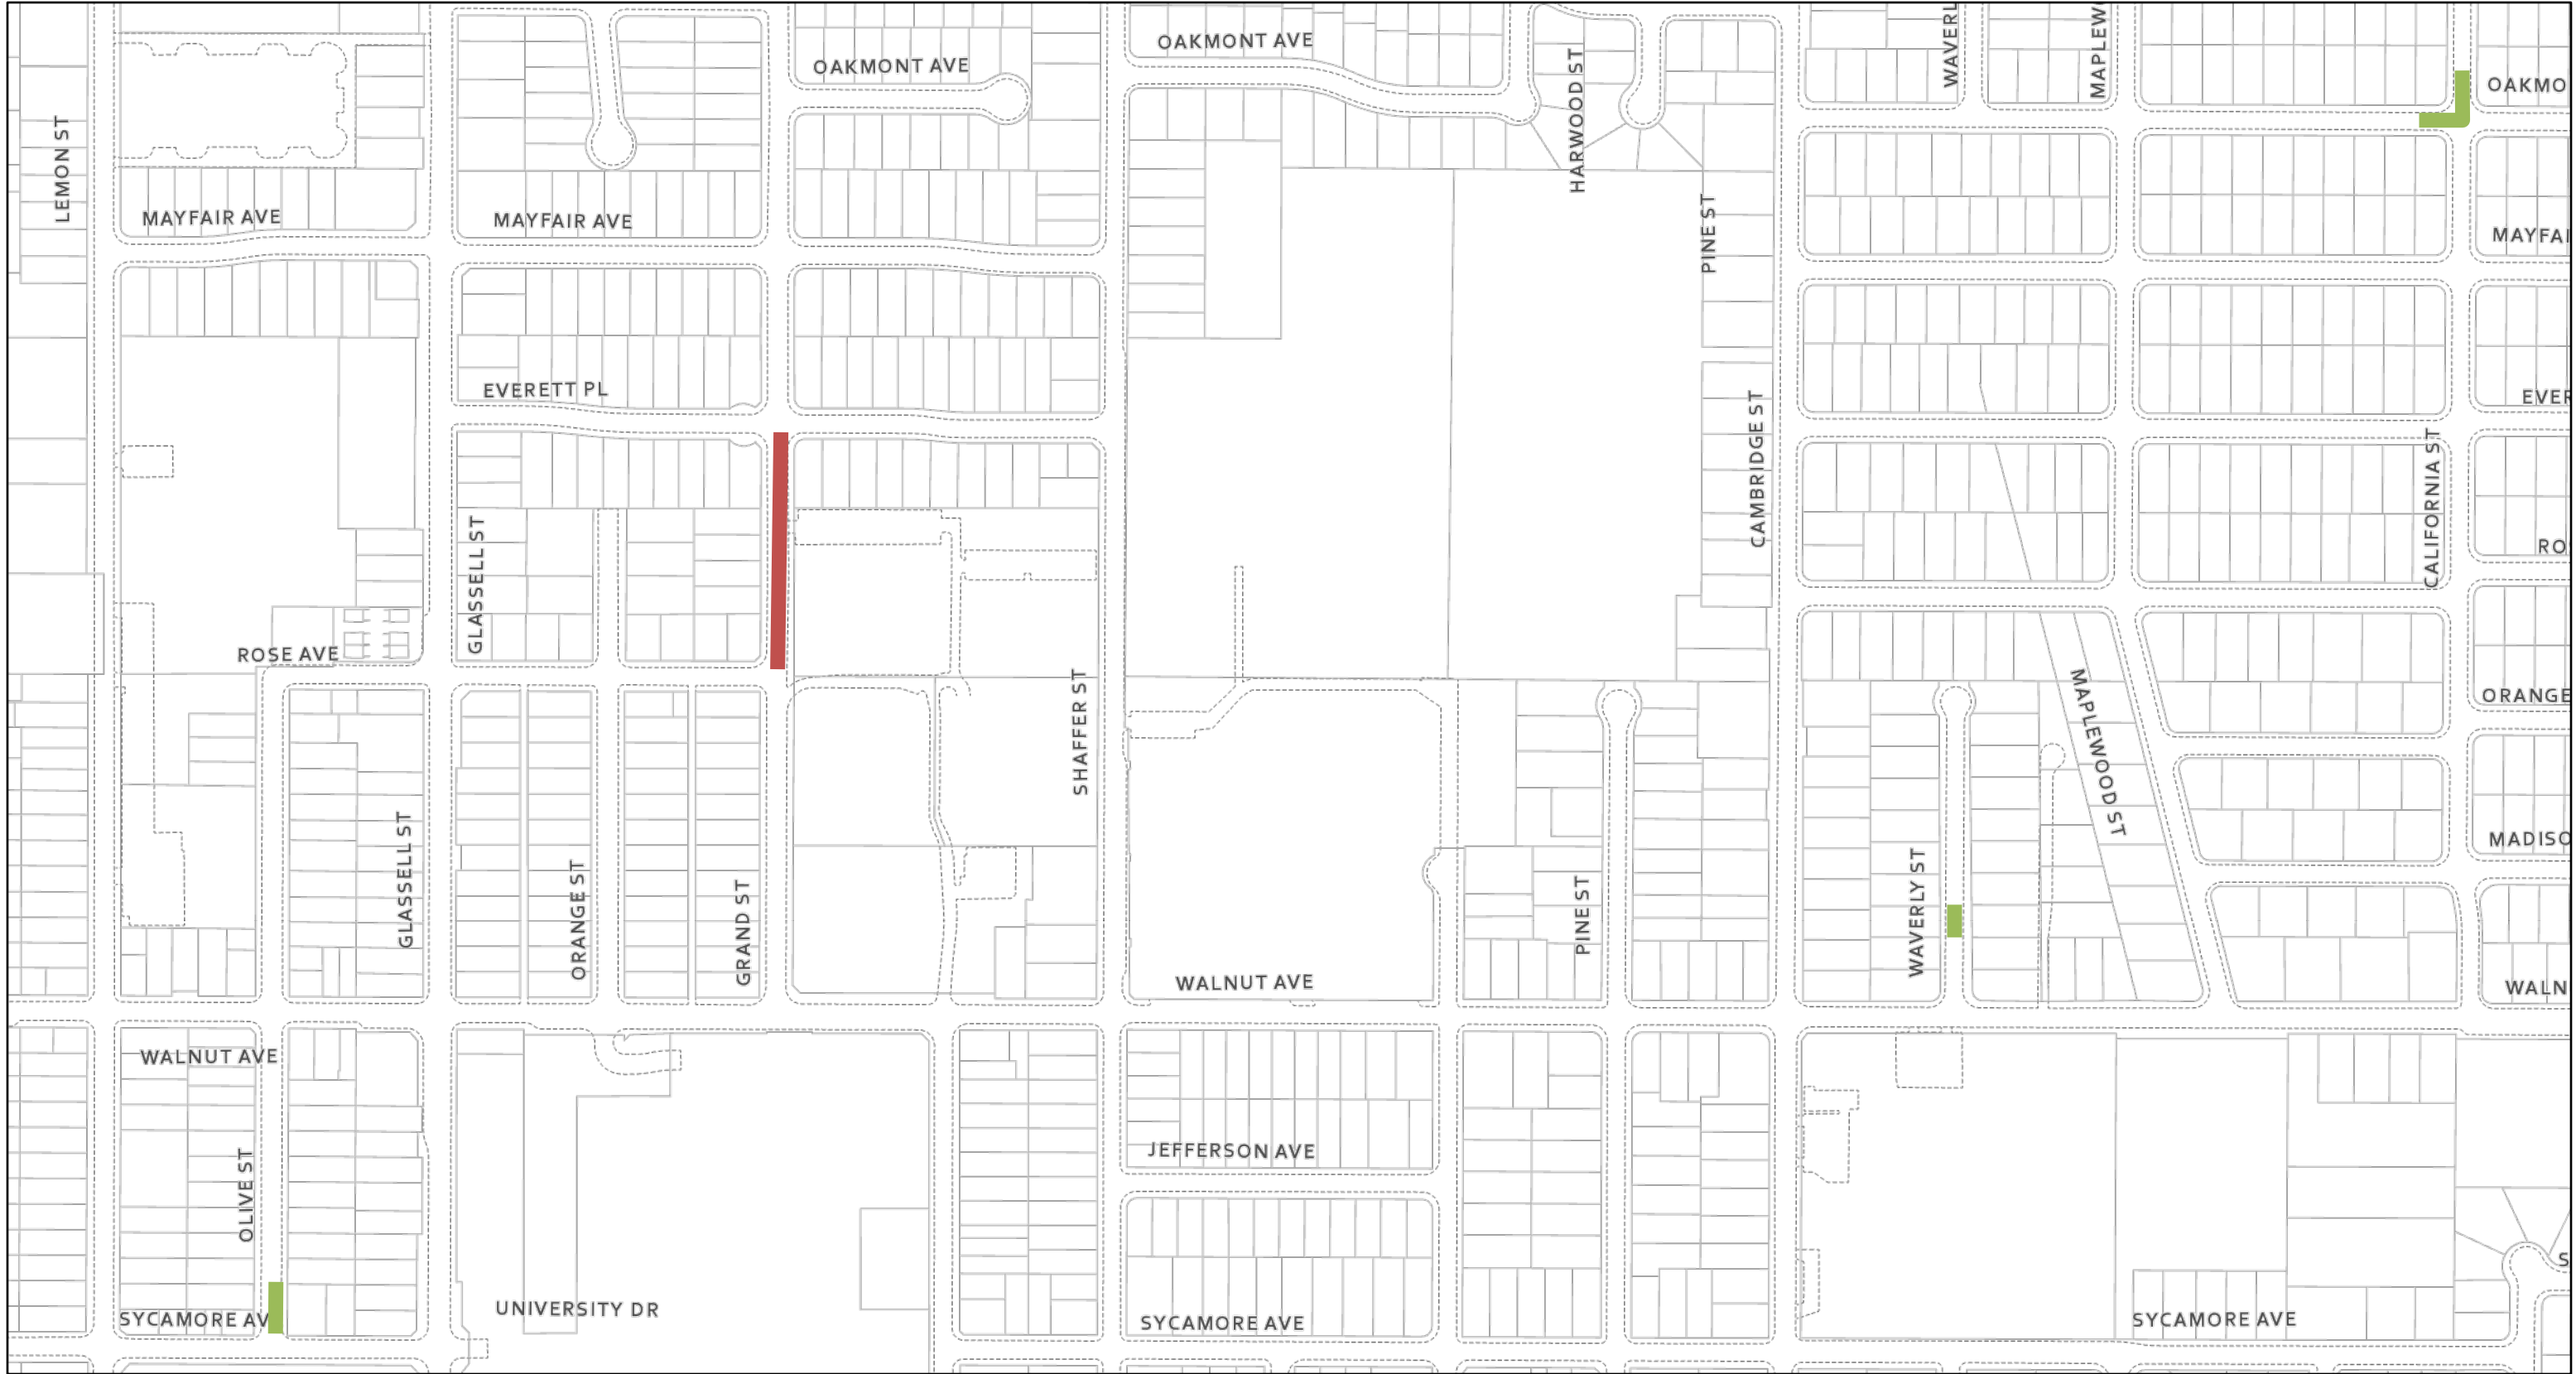 WAVERL
MAPLEW
OAKMONT AVE
OAKMONT AVE
HARWOOD ST
OAKMO
LEMON ST
MAYFAIR AVE
MAYFAIR AVE
PINE ST
MAYFAI
EVERETT PL
EVER
CAMBRIDGE ST
CALIFORNIA ST
RO
GLASSELL ST
ROSE AVE
SHAFFER ST
MAPLEWOOD ST
ORANGE
GLASSELL ST
ORANGE ST
GRAND ST
PINE ST
WAVERLY ST
MADISO
WALNUT AVE
WALN
WALNUT AVE
OLIVE ST
JEFFERSON AVE
SYCAMORE AV
UNIVERSITY DR
SYCAMORE AVE
SYCAMORE AVE
S